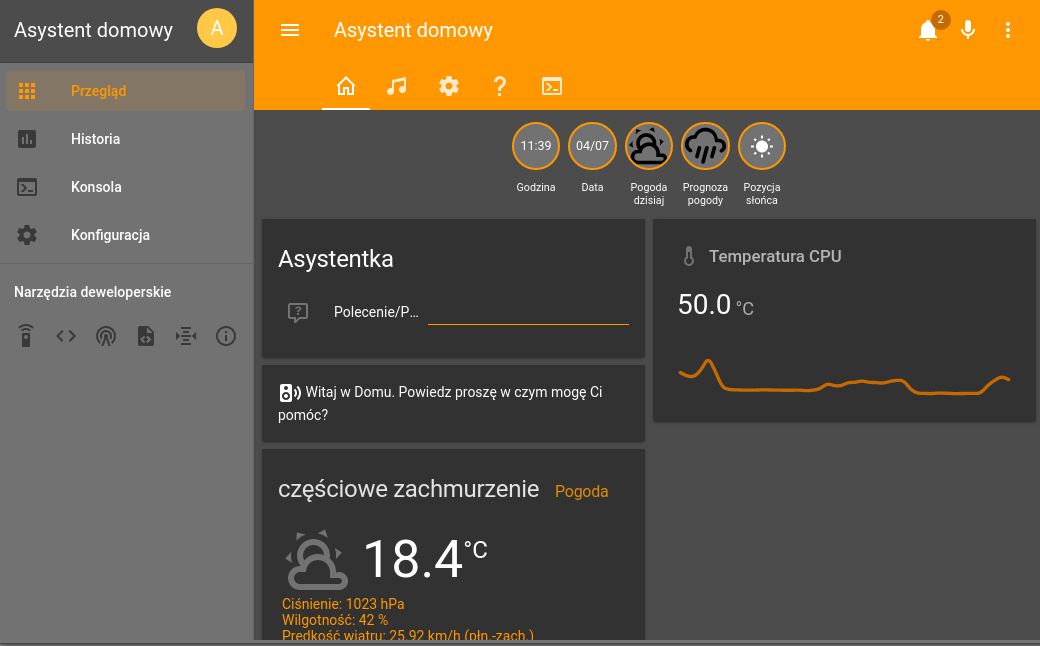 Asystent domowy
A
Przegląd
Historia
Konsola
Konfiguracja
Narzędzia deweloperskie
Asystent domowy
2
11:39
04/07
Godzina
Data
Pogoda
dzisiaj
Prognoza
pogody
Pozycja
słońca
Asystentka
Polecenie/P...
Witaj w Domu. Powiedz proszę w czym mogę Ci
pomóc?
częściowe zachmurzenie Pogoda
18.4 °C
Ciśnienie: 1023 hPa
Wilgotność: 42 %
Prędkość wiatru: 25.92 km/h (płn.-zach.)
Temperatura CPU
50.0 °C